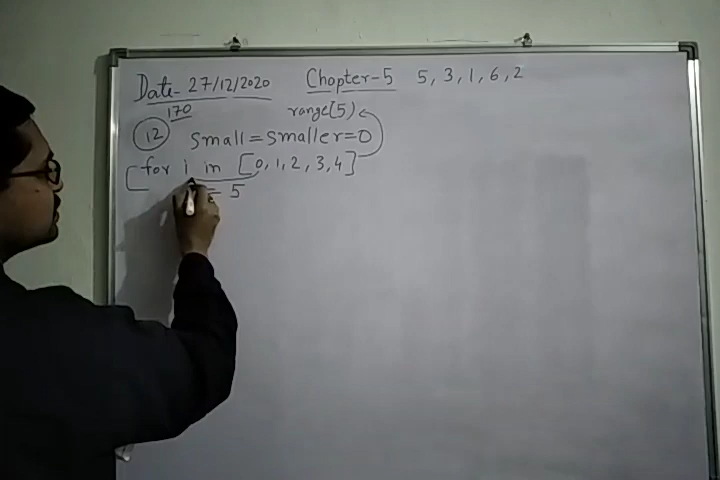 Date- 27/12/2020 Chapter-5 5, 3, 1, 6, 2
170 range(5)
12 small=smaller=0
for i in [0, 1, 2, 3, 4]
= 5